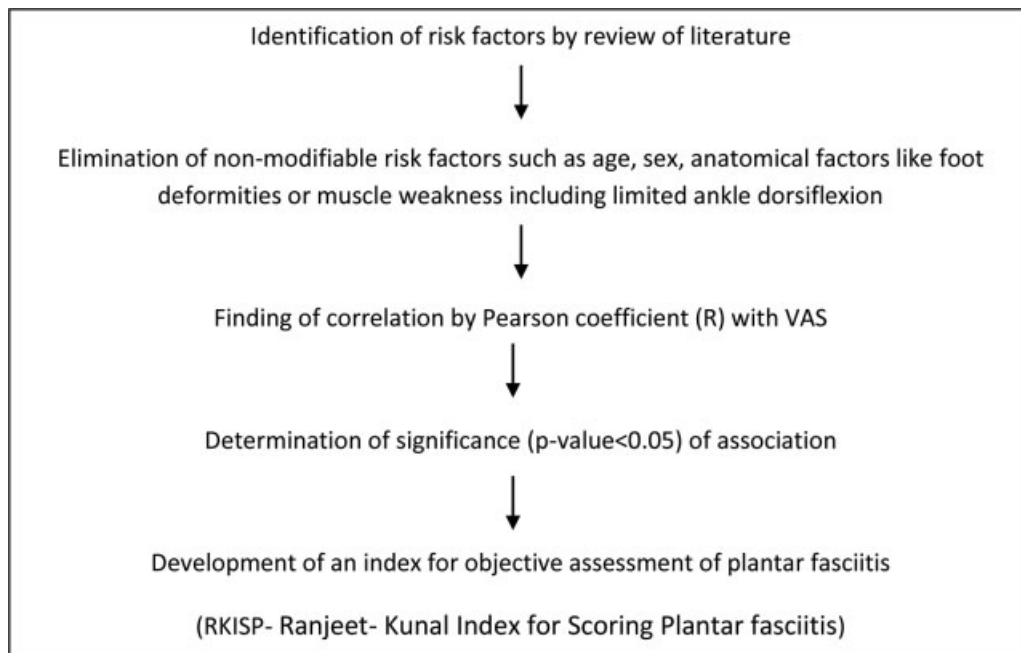 Identification of risk factors by review of literature
Elimination of non-modifiable risk factors such as age, sex, anatomical factors like foot
deformities or muscle weakness including limited ankle dorsiflexion
Finding of correlation by Pearson coefficient (R) with VAS
Determination of significance (p-value<0.05) of association
Development of an index for objective assessment of plantar fasciitis
(RKISP- Ranjeet- Kunal Index for Scoring Plantar fasciitis)